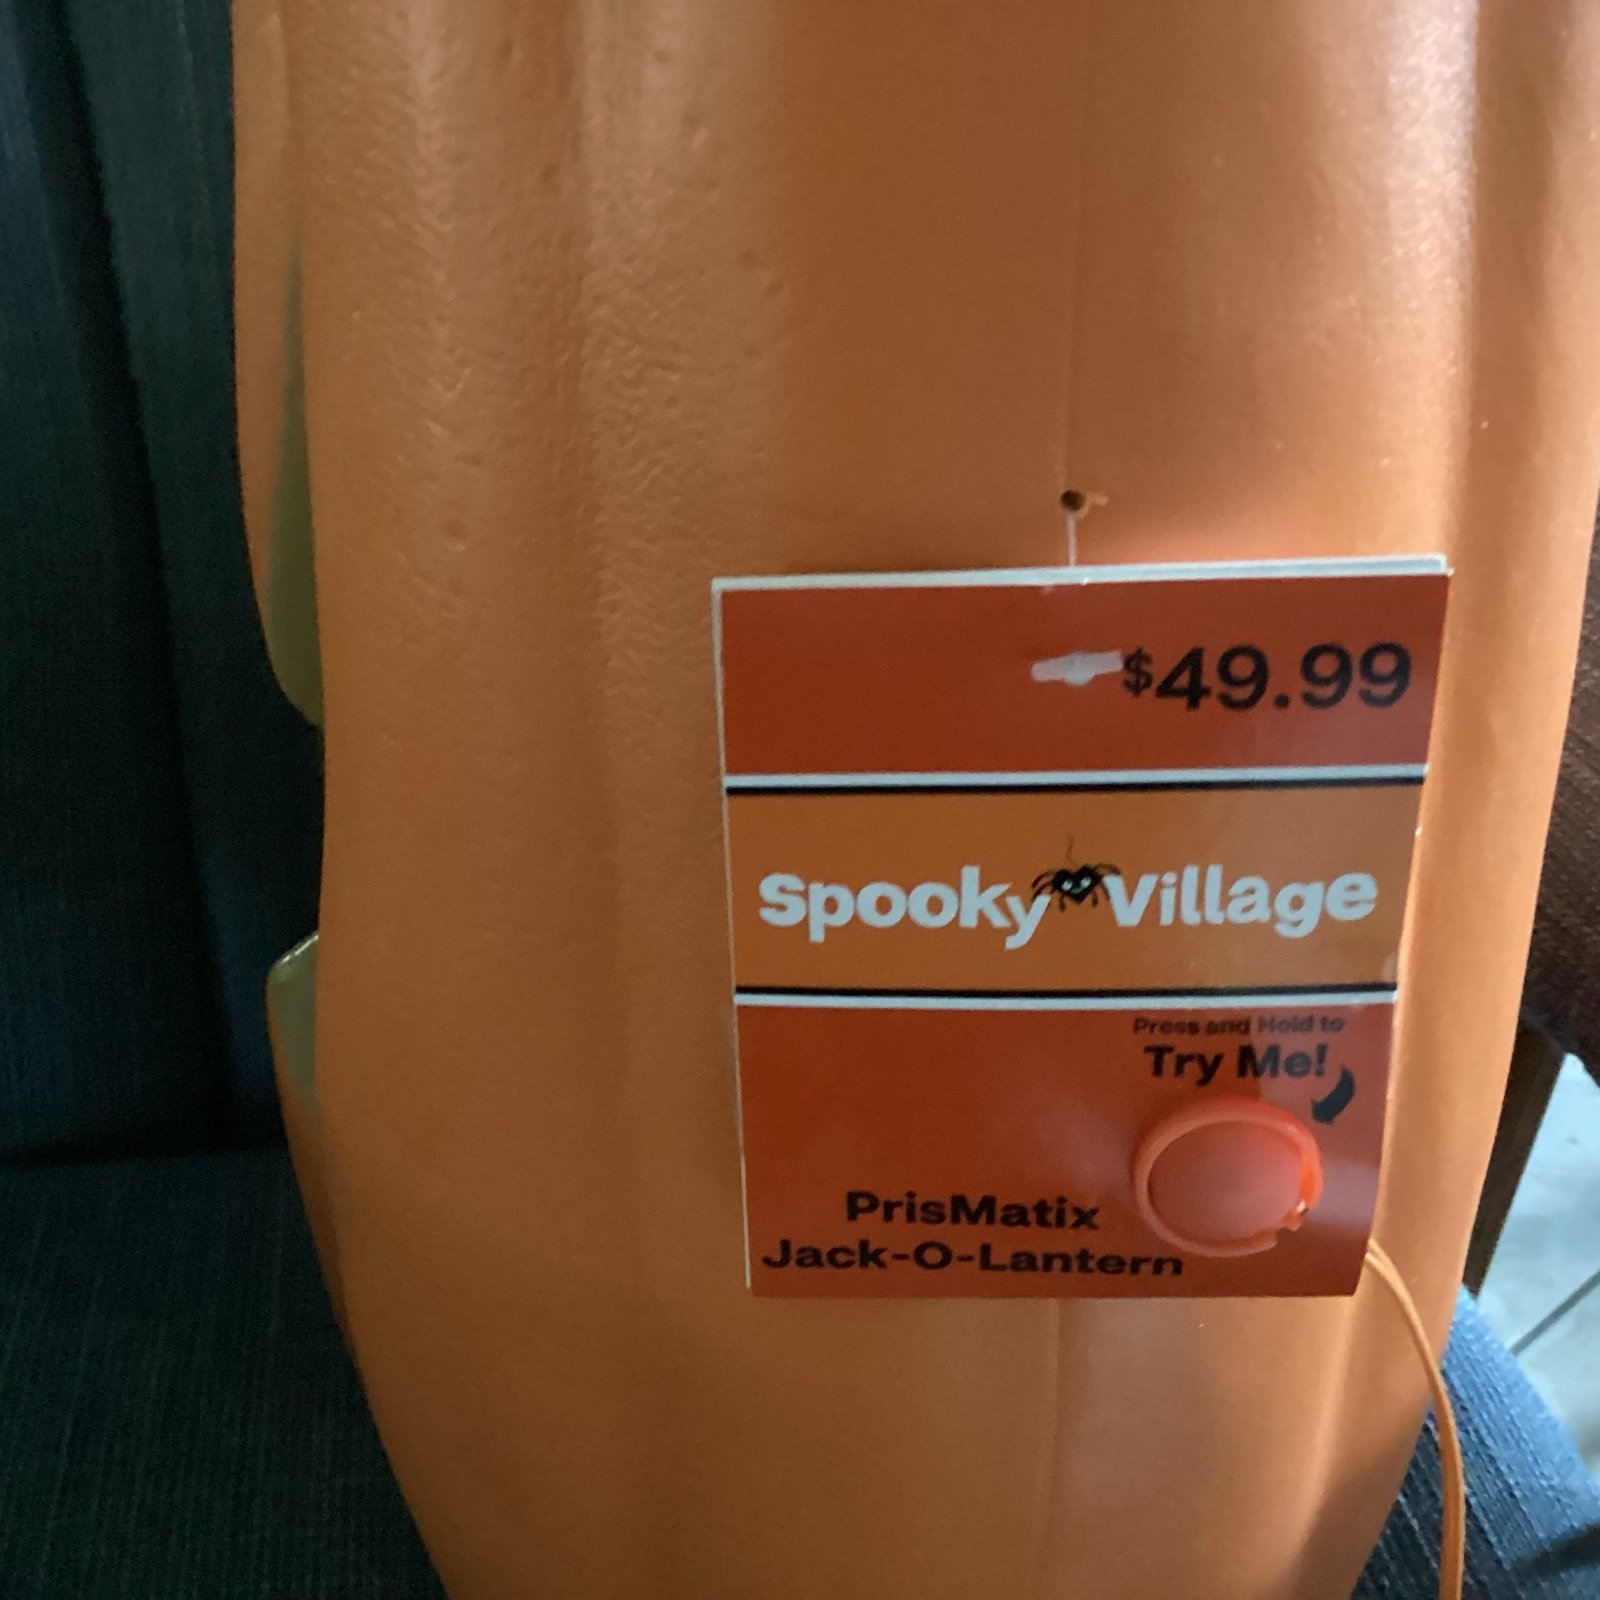 $49.99
Spooky Village
Press and Hold to
Try Me!
PrisMatix
Jack-O-Lantern